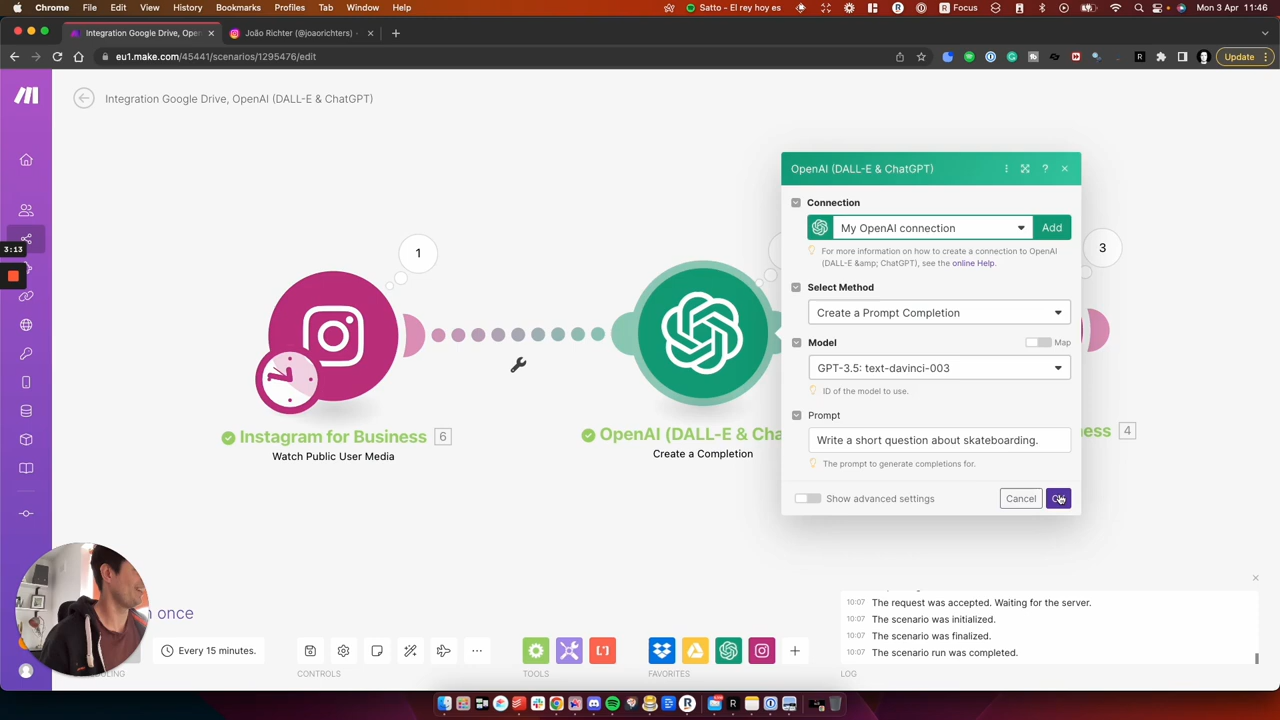 Chrome File Edit View History Bookmarks Profiles Tab Window Help
Satto - El rey hoy es
Focus
Mon 3 Apr 11:46
Integration Google Drive, Open
João Richter (@joaorichters) ·
eu1.make.com/45441/scenarios/1295476/edit
Update
Integration Google Drive, OpenAI (DALL-E & ChatGPT)
3:13
1
3
Instagram for Business 6
Watch Public User Media
OpenAI (DALL-E & Cha
Create a Completion
ess 4
OpenAI (DALL-E & ChatGPT)
Connection
My OpenAI connection
Add
For more information on how to create a connection to OpenAI
(DALL-E &amp; ChatGPT), see the online Help.
Select Method
Create a Prompt Completion
Model
Map
GPT-3.5: text-davinci-003
ID of the model to use.
Prompt
Write a short question about skateboarding.
The prompt to generate completions for.
Show advanced settings
Cancel
once
Every 15 minutes.
CONTROLS
TOOLS
FAVORITES
LOG
10:07 The request was accepted. Waiting for the server.
10:07 The scenario was initialized.
10:07 The scenario was finalized.
10:07 The scenario run was completed.